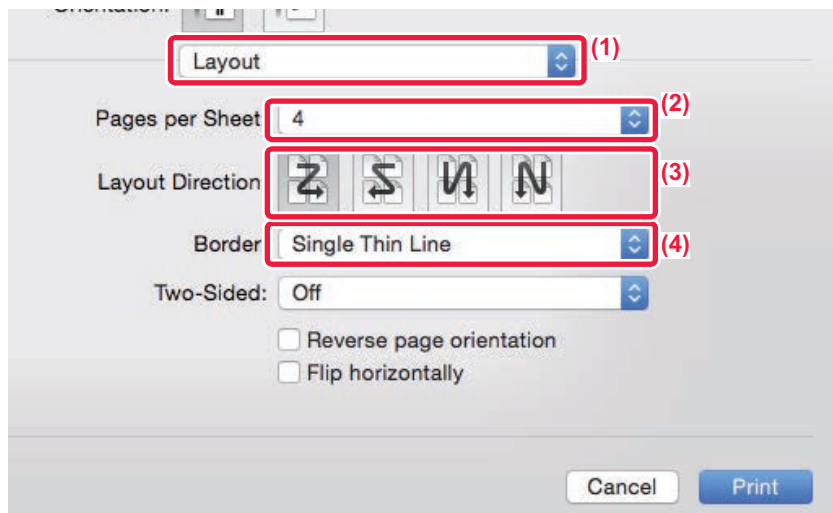 Orientation:
Layout (1)
Pages per Sheet 4 (2)
Layout Direction (3)
Border Single Thin Line (4)
Two-Sided: Off
Reverse page orientation
Flip horizontally
Cancel Print